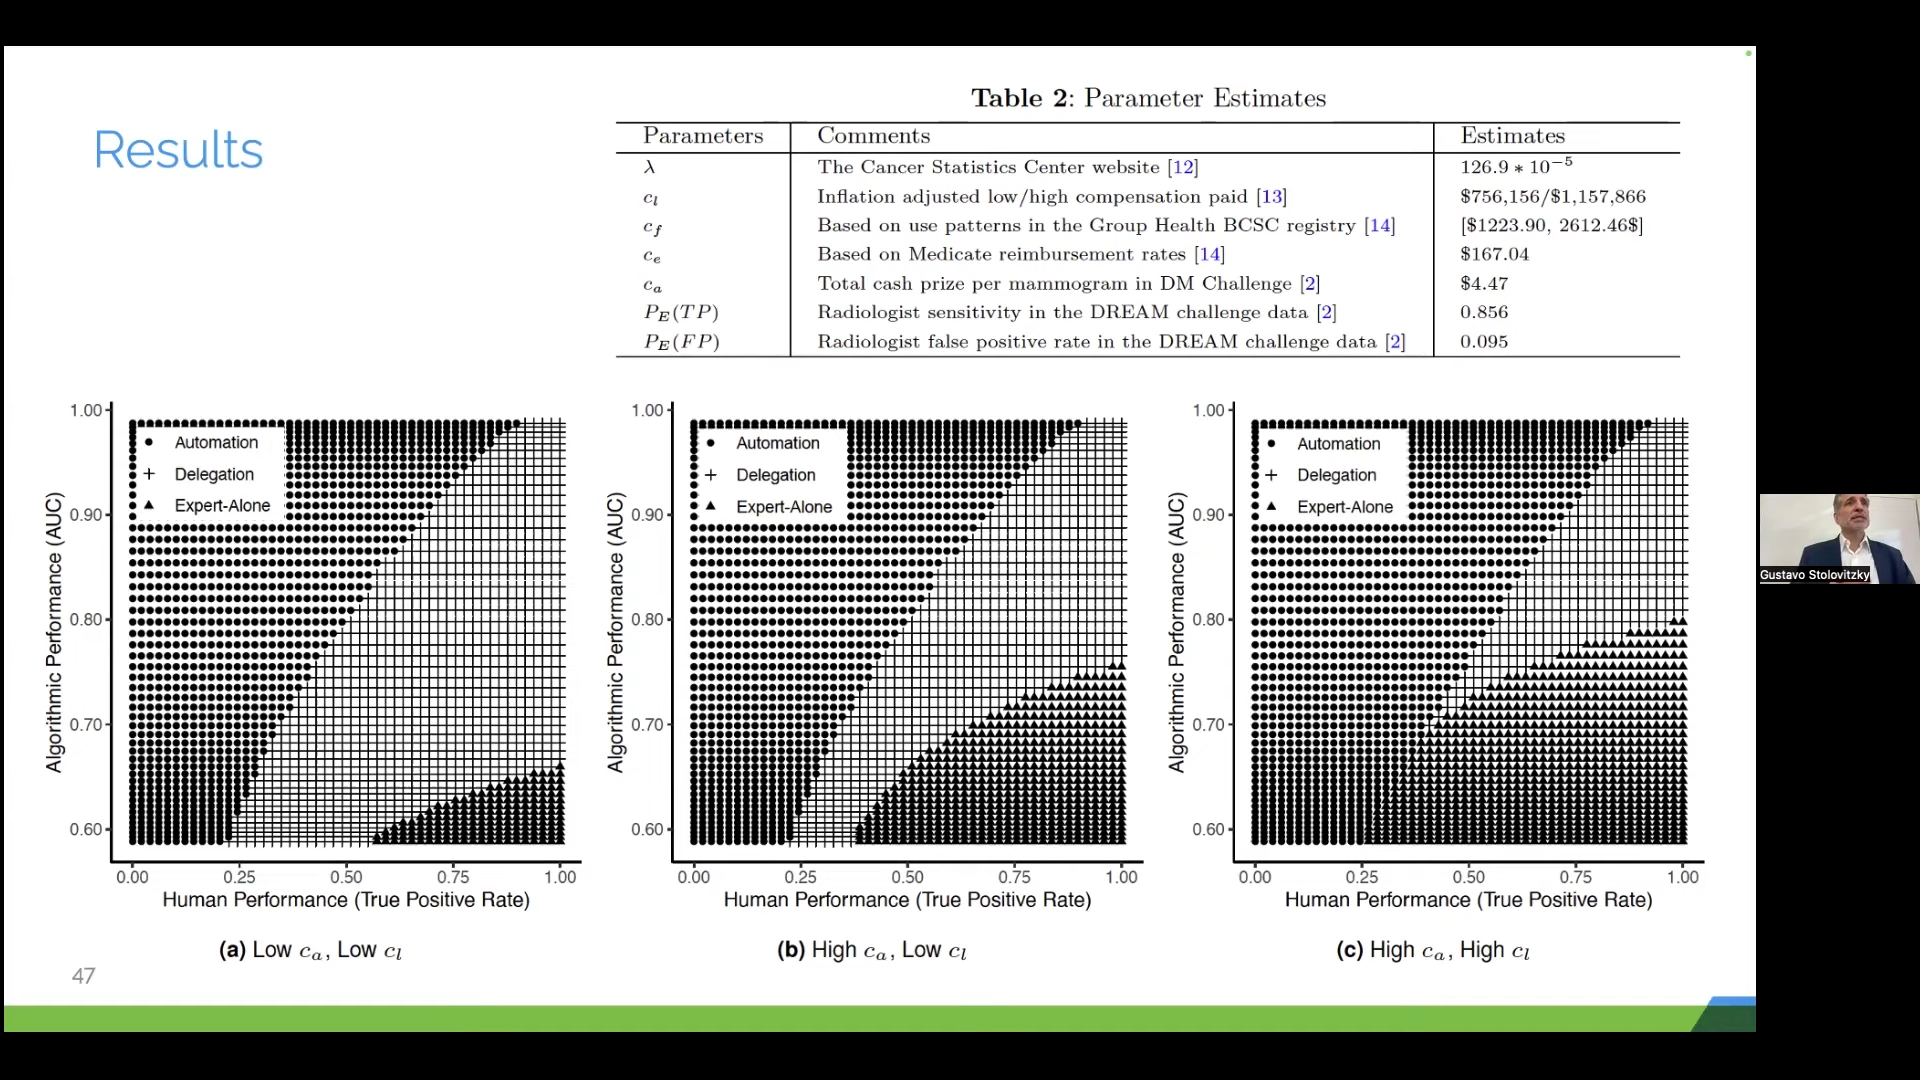 Results
Table 2: Parameter Estimates
Parameters Comments Estimates
λ The Cancer Statistics Center website [12] 126.9 ∗ 10⁻⁵
cₗ Inflation adjusted low/high compensation paid [13] $756,156/$1,157,866
c_f Based on use patterns in the Group Health BCSC registry [14] [$1223.90, 2612.46$]
cₑ Based on Medicate reimbursement rates [14] $167.04
cₐ Total cash prize per mammogram in DM Challenge [2] $4.47
P_E(TP) Radiologist sensitivity in the DREAM challenge data [2] 0.856
P_E(FP) Radiologist false positive rate in the DREAM challenge data [2] 0.095
Algorithmic Performance (AUC)
1.00
0.90
0.80
0.70
0.60
Automation
Delegation
Expert-Alone
0.00 0.25 0.50 0.75 1.00
Human Performance (True Positive Rate)
(a) Low cₐ, Low cₗ
Algorithmic Performance (AUC)
1.00
0.90
0.80
0.70
0.60
Automation
Delegation
Expert-Alone
0.00 0.25 0.50 0.75 1.00
Human Performance (True Positive Rate)
(b) High cₐ, Low cₗ
Algorithmic Performance (AUC)
1.00
0.90
0.80
0.70
0.60
Automation
Delegation
Expert-Alone
0.00 0.25 0.50 0.75 1.00
Human Performance (True Positive Rate)
(c) High cₐ, High cₗ
47
Gustavo Stolovitzky